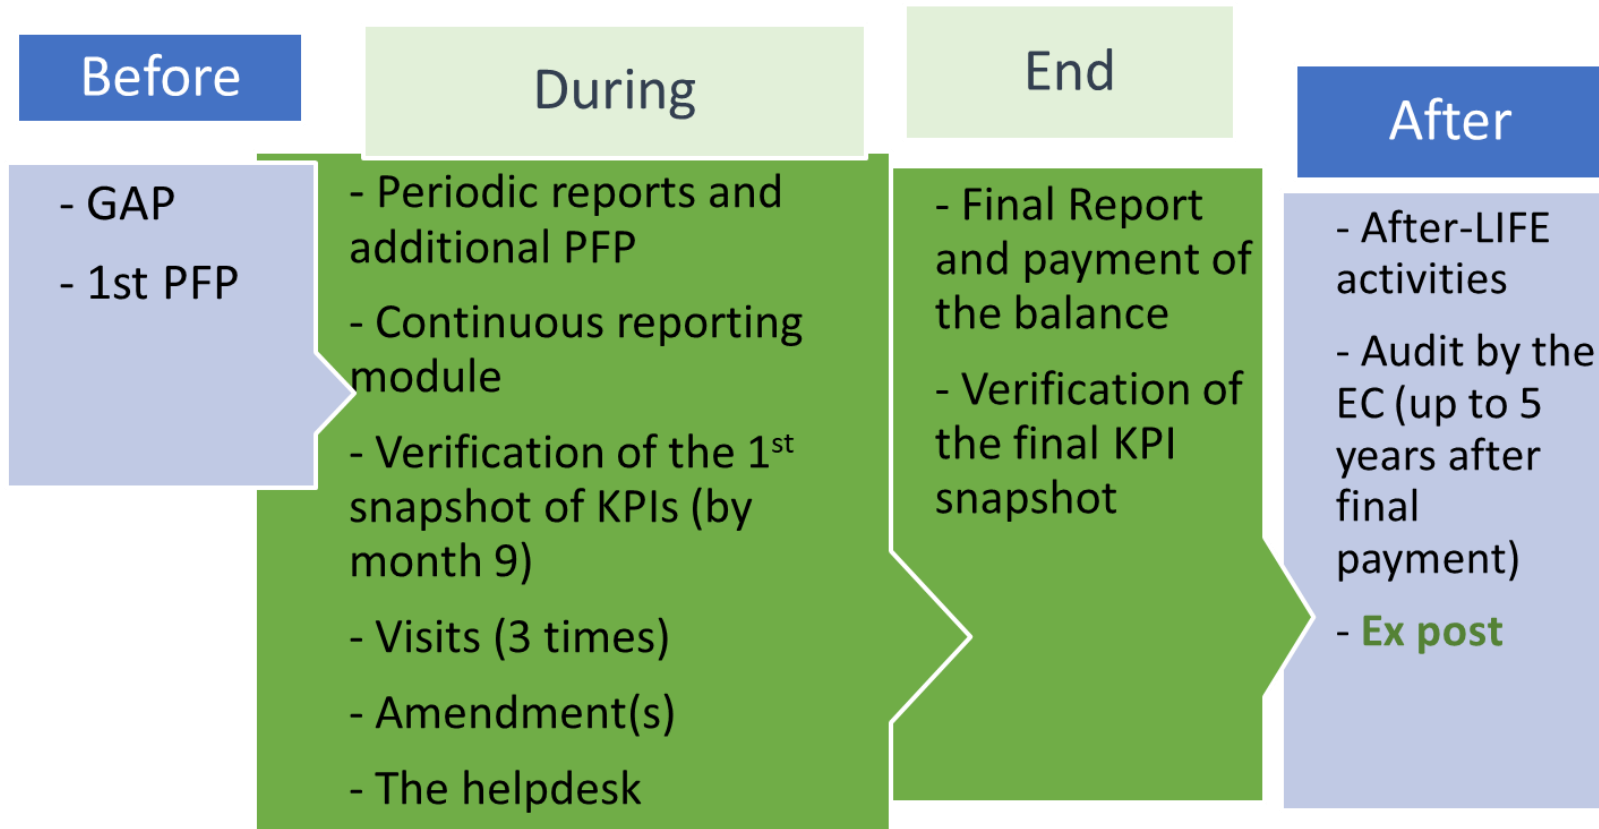 Before
- GAP
- 1st PFP
During
- Periodic reports and
additional PFP
- Continuous reporting
module
- Verification of the 1st
snapshot of KPIs (by
month 9)
- Visits (3 times)
- Amendment(s)
- The helpdesk
End
- Final Report
and payment of
the balance
- Verification of
the final KPI
snapshot
After
- After-LIFE
activities
- Audit by the
EC (up to 5
years after
final
payment)
- Ex post